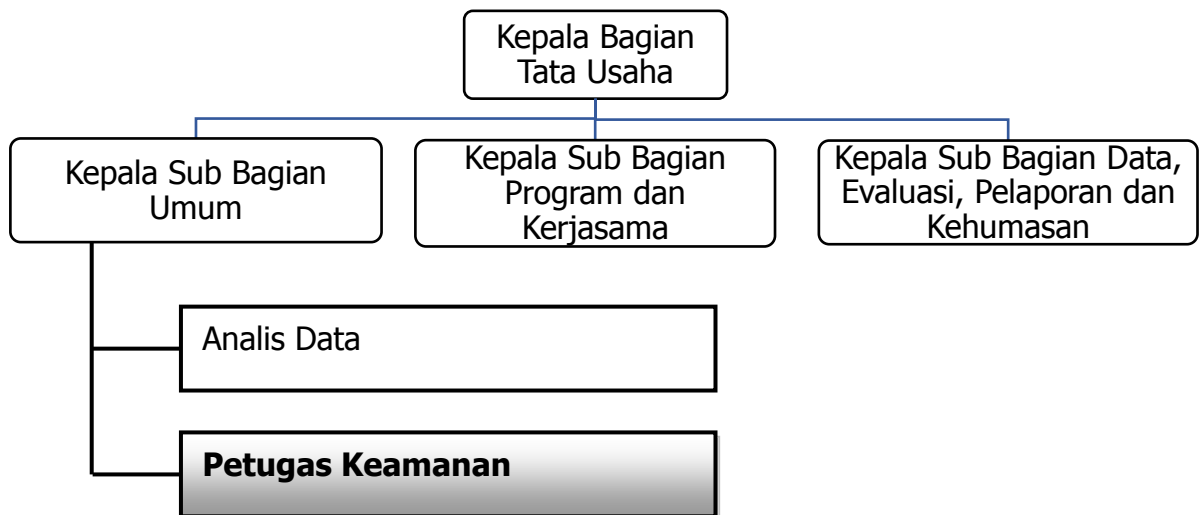 Kepala Bagian
Tata Usaha
Kepala Sub Bagian
Umum
Kepala Sub Bagian
Program dan
Kerjasama
Kepala Sub Bagian Data,
Evaluasi, Pelaporan dan
Kehumasan
Analis Data
Petugas Keamanan